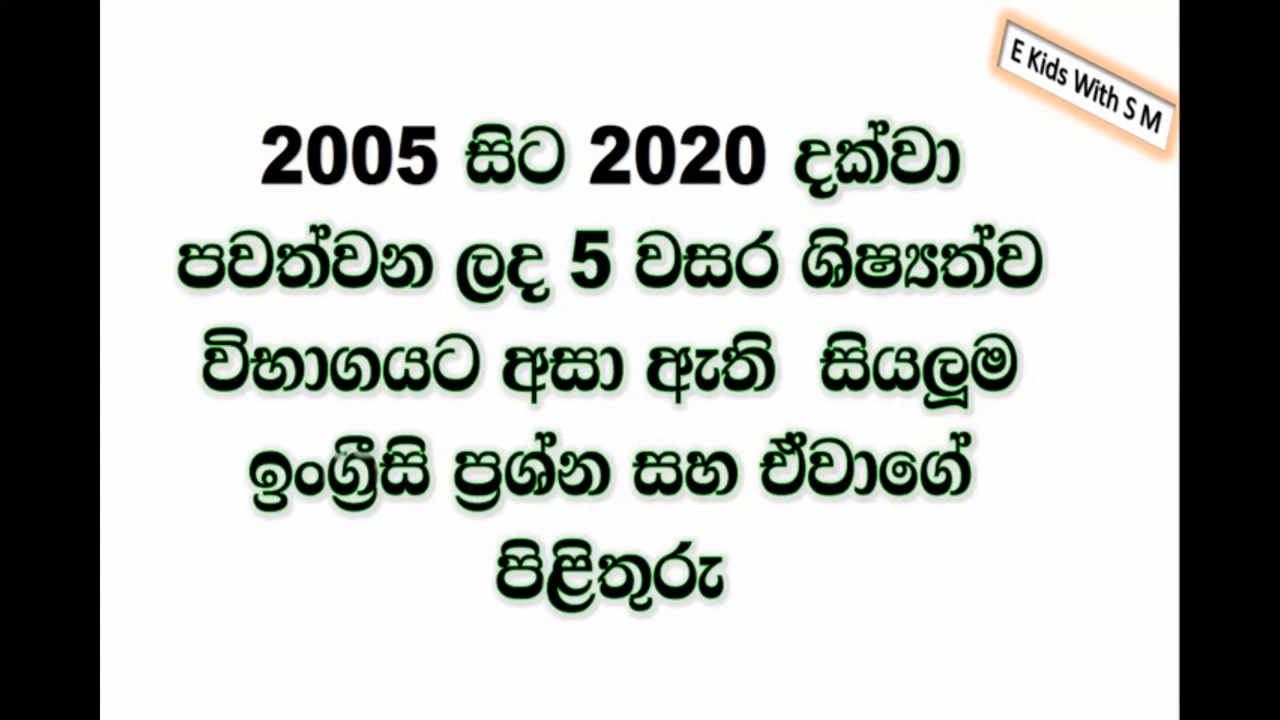 E Kids With S M
2005 සිට 2020 දක්වා
පවත්වන ලද 5 වසර ශිෂ්‍යත්ව
විභාගයට අසා ඇති සියලූම
ඉංග්‍රීසි ප්‍රශ්න සහ ඒවාගේ
පිළිතුරු